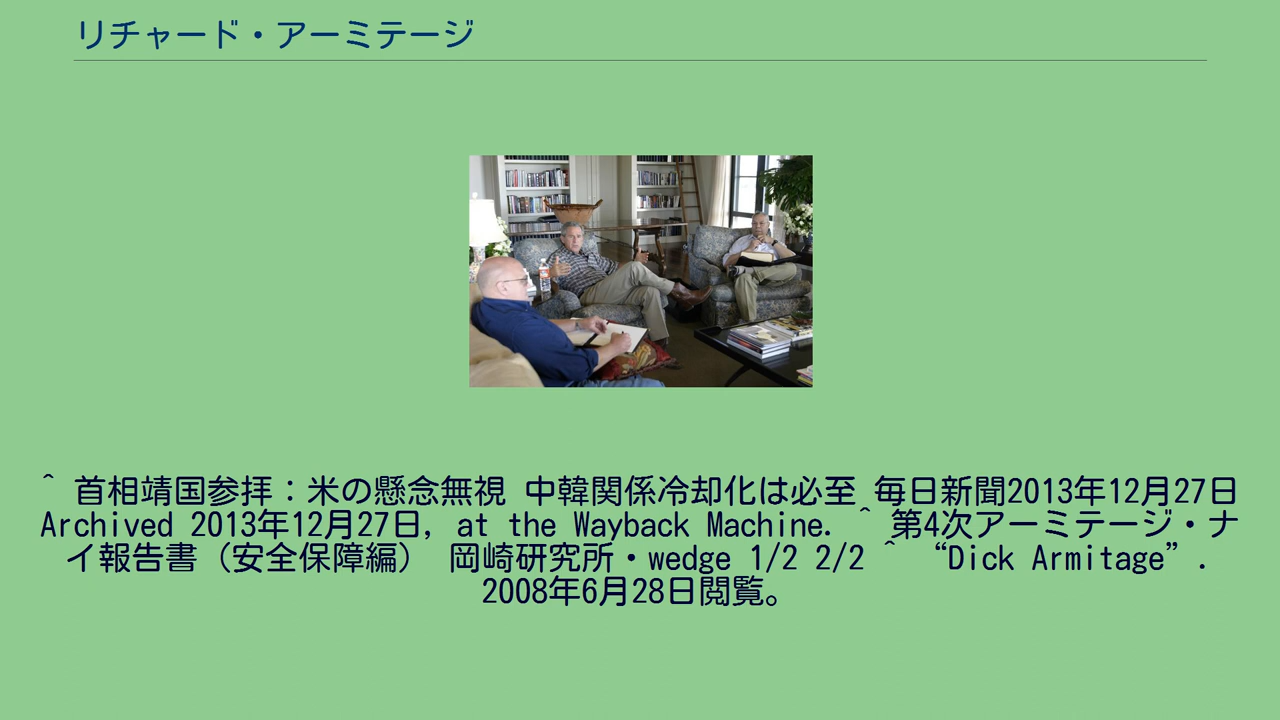 リチャード・アーミテージ
^ 首相靖国参拝：米の懸念無視 中韓関係冷却化は必至 毎日新聞2013年12月27日
Archived 2013年12月27日, at the Wayback Machine. ^ 第4次アーミテージ・ナ
イ報告書（安全保障編） 岡崎研究所・wedge 1/2 2/2 ^ “Dick Armitage”.
2008年6月28日閲覧。